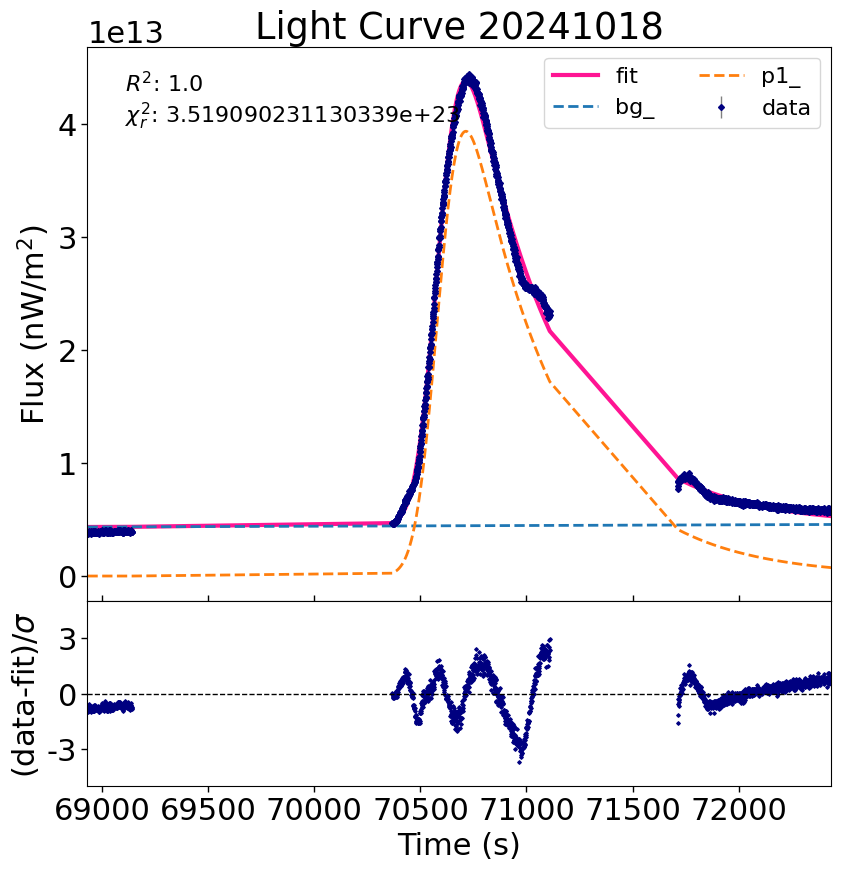 Light Curve 20241018
1e13
R²: 1.0
χ²ᵣ: 3.519090231130339e+23
fit
bg_
p1_
data
Flux (nW/m²)
4
3
2
1
0
(data-fit)/σ
3
0
-3
69000 69500 70000 70500 71000 71500 72000
Time (s)